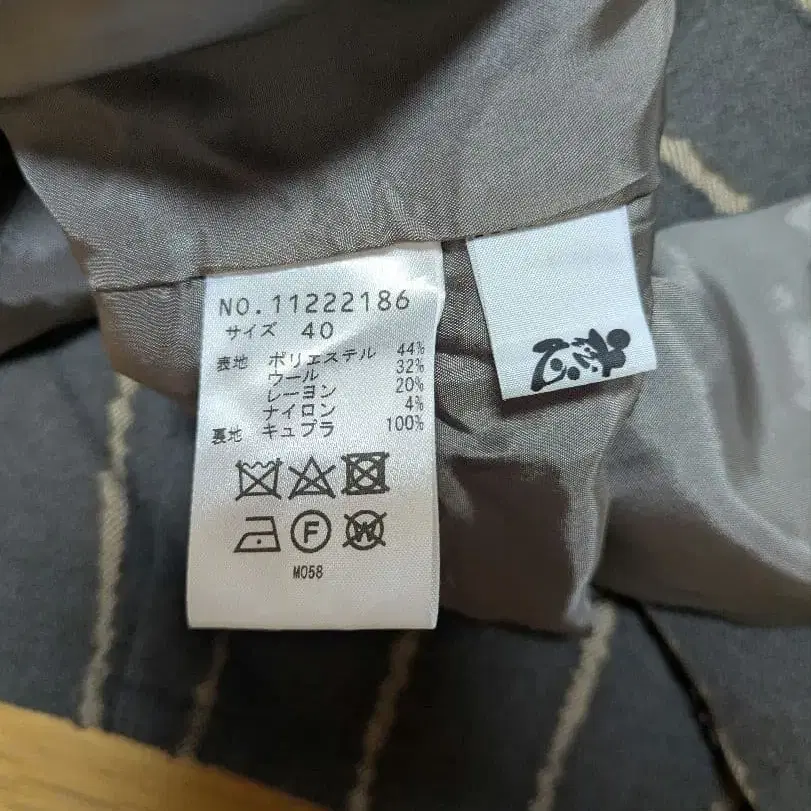 NO.11222186
サイズ 40
表地 ポリエステル 44%
ウール 32%
レーヨン 20%
ナイロン 4%
裏地 キュプラ 100%
F
W
M058